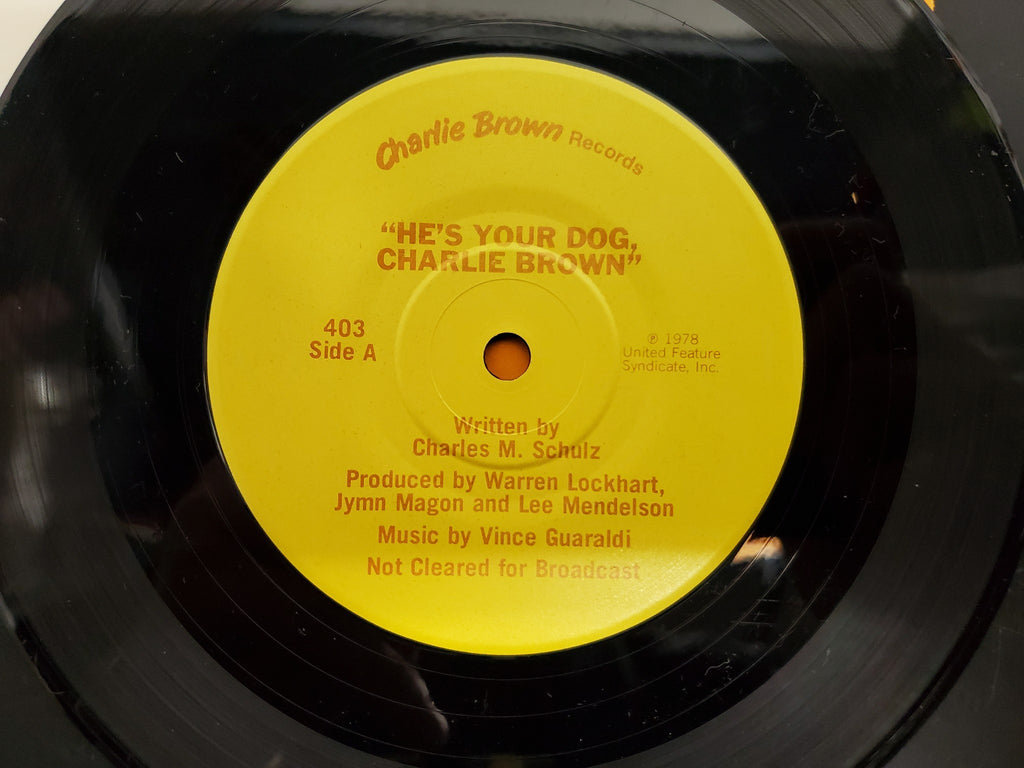 Charlie Brown Records
"HE'S YOUR DOG,
CHARLIE BROWN"
403
Side A
℗ 1978
United Feature
Syndicate, Inc.
Written by
Charles M. Schulz
Produced by Warren Lockhart,
Jymn Magon and Lee Mendelson
Music by Vince Guaraldi
Not Cleared for Broadcast